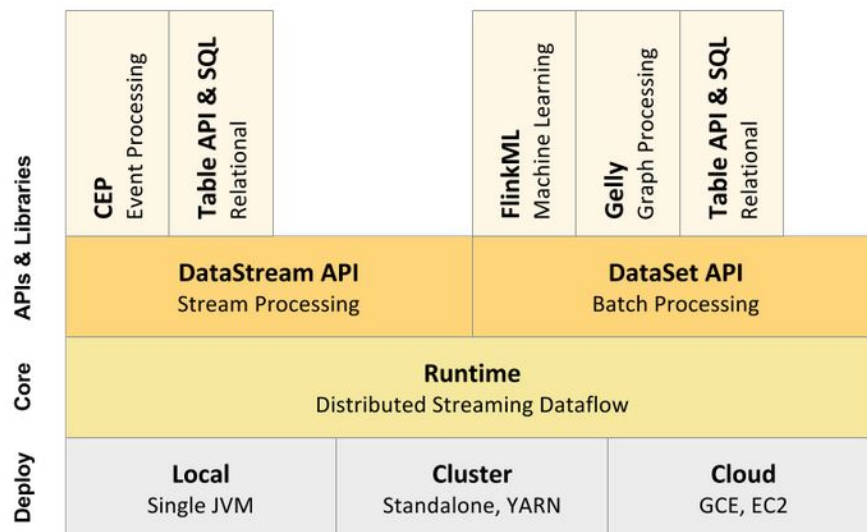 APIs & Libraries
CEP
Event Processing
Table API & SQL
Relational
FlinkML
Machine Learning
Gelly
Graph Processing
Table API & SQL
Relational
DataStream API
Stream Processing
DataSet API
Batch Processing
Core
Runtime
Distributed Streaming Dataflow
Deploy
Local
Single JVM
Cluster
Standalone, YARN
Cloud
GCE, EC2